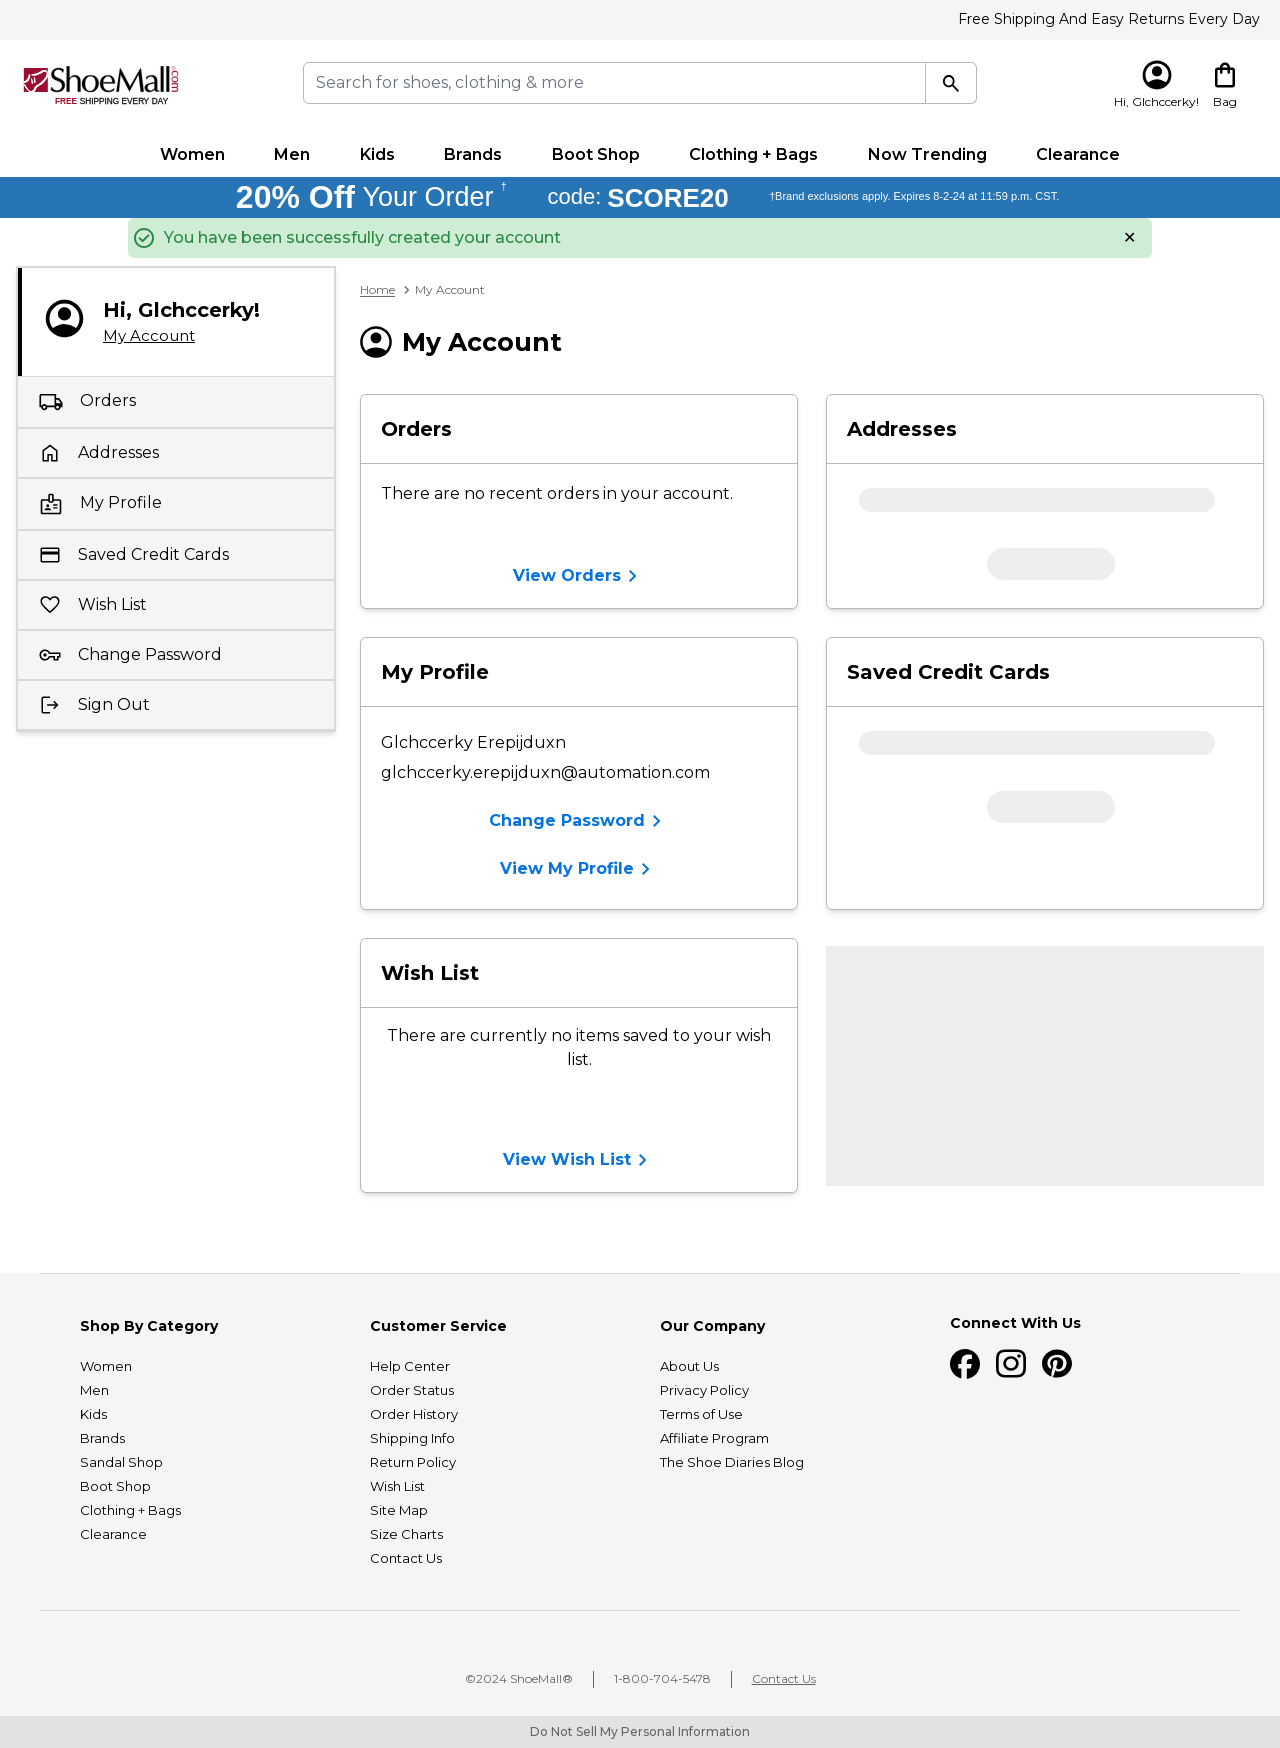 Free Shipping And Easy Returns Every Day
ShoeMall.com®
FREE SHIPPING EVERY DAY
Search for shoes, clothing & more
Hi, Glchccerky!
Bag
Women Men Kids Brands Boot Shop Clothing + Bags Now Trending Clearance
20% Off Your Order † code: SCORE20 †Brand exclusions apply. Expires 8-2-24 at 11:59 p.m. CST.
You have been successfully created your account
Hi, Glchccerky!
My Account
Orders
Addresses
My Profile
Saved Credit Cards
Wish List
Change Password
Sign Out
Home > My Account
My Account
Orders
There are no recent orders in your account.
View Orders
Addresses
My Profile
Glchccerky Erepijduxn
glchccerky.erepijduxn@automation.com
Change Password
View My Profile
Saved Credit Cards
Wish List
There are currently no items saved to your wish
list.
View Wish List
Shop By Category
Women
Men
Kids
Brands
Sandal Shop
Boot Shop
Clothing + Bags
Clearance
Customer Service
Help Center
Order Status
Order History
Shipping Info
Return Policy
Wish List
Site Map
Size Charts
Contact Us
Our Company
About Us
Privacy Policy
Terms of Use
Affiliate Program
The Shoe Diaries Blog
Connect With Us
©2024 ShoeMall® 1-800-704-5478 Contact Us
Do Not Sell My Personal Information